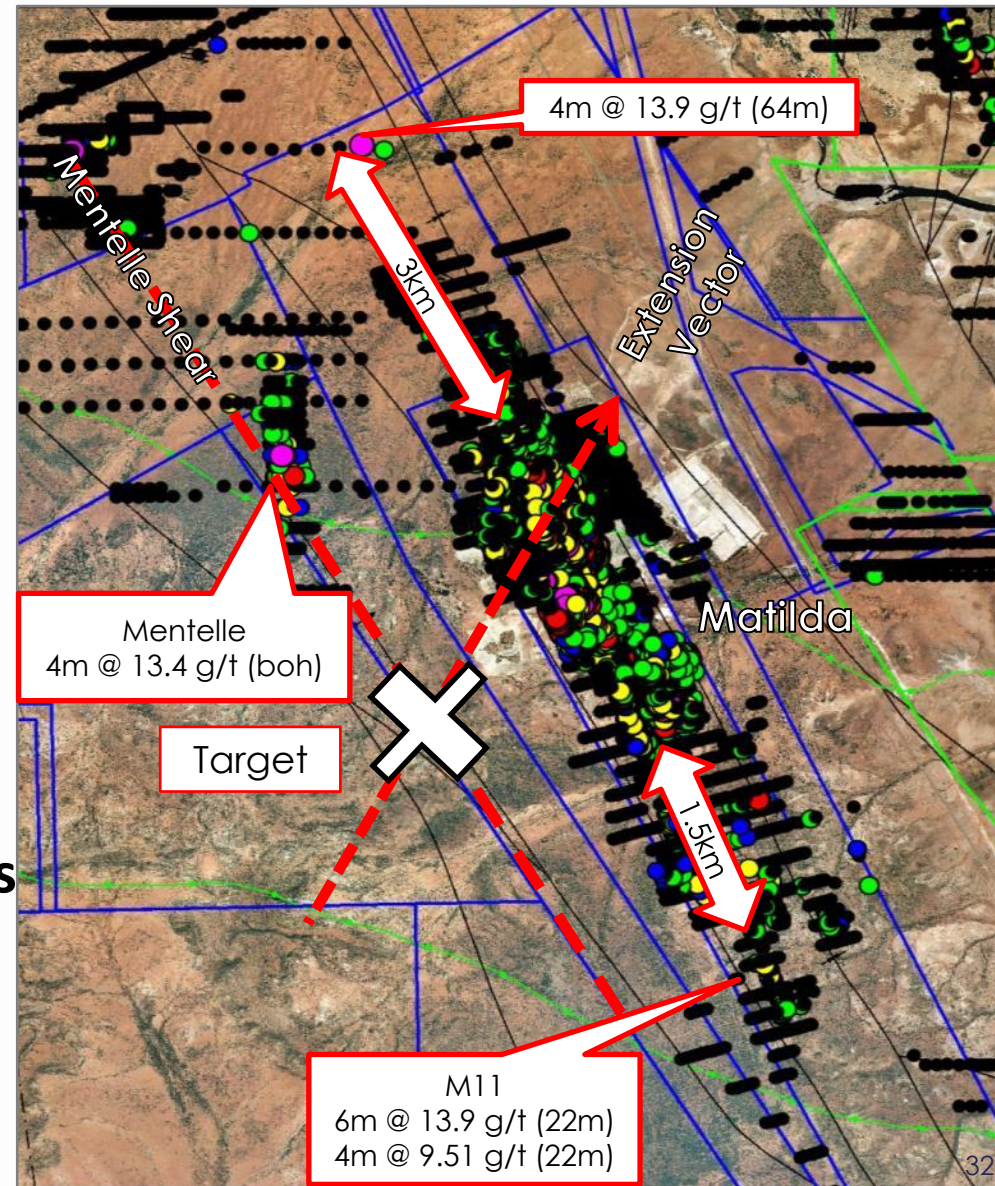 4m @ 13.9 g/t (64m)
Mentelle Shear
3km
Extension
Vector
Mentelle
4m @ 13.4 g/t (boh)
Matilda
Target
1.5km
s
M11
6m @ 13.9 g/t (22m)
4m @ 9.51 g/t (22m)
32